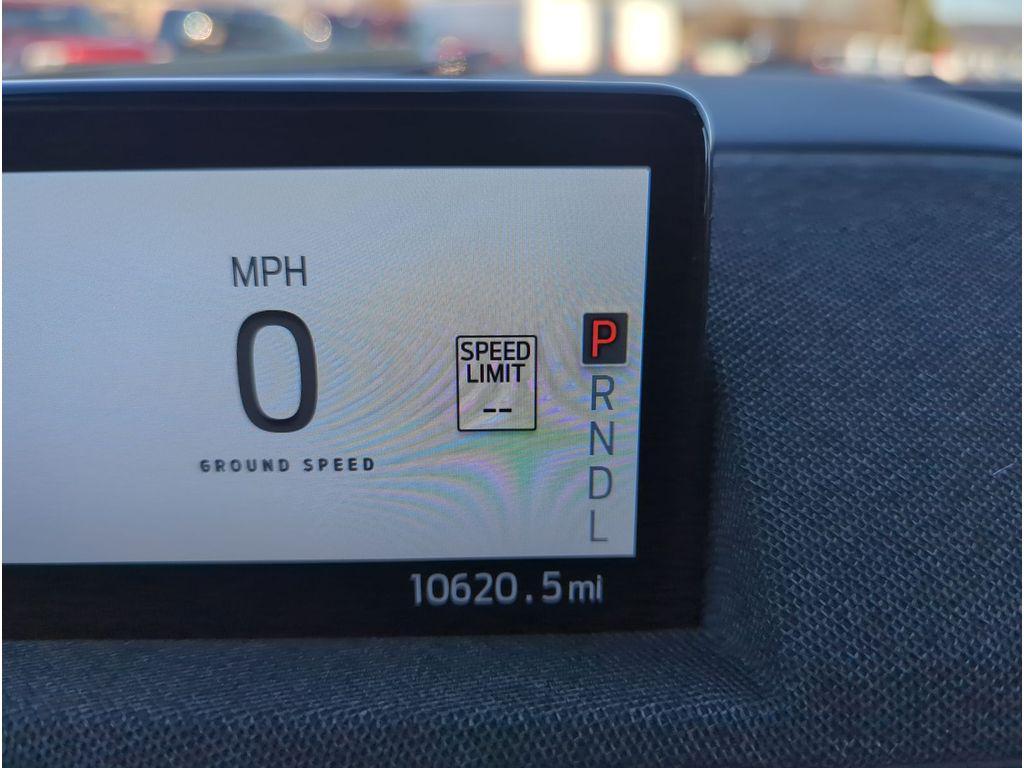 MPH
0
GROUND SPEED
SPEED
LIMIT
--
P
R
N
D
L
10620.5mi